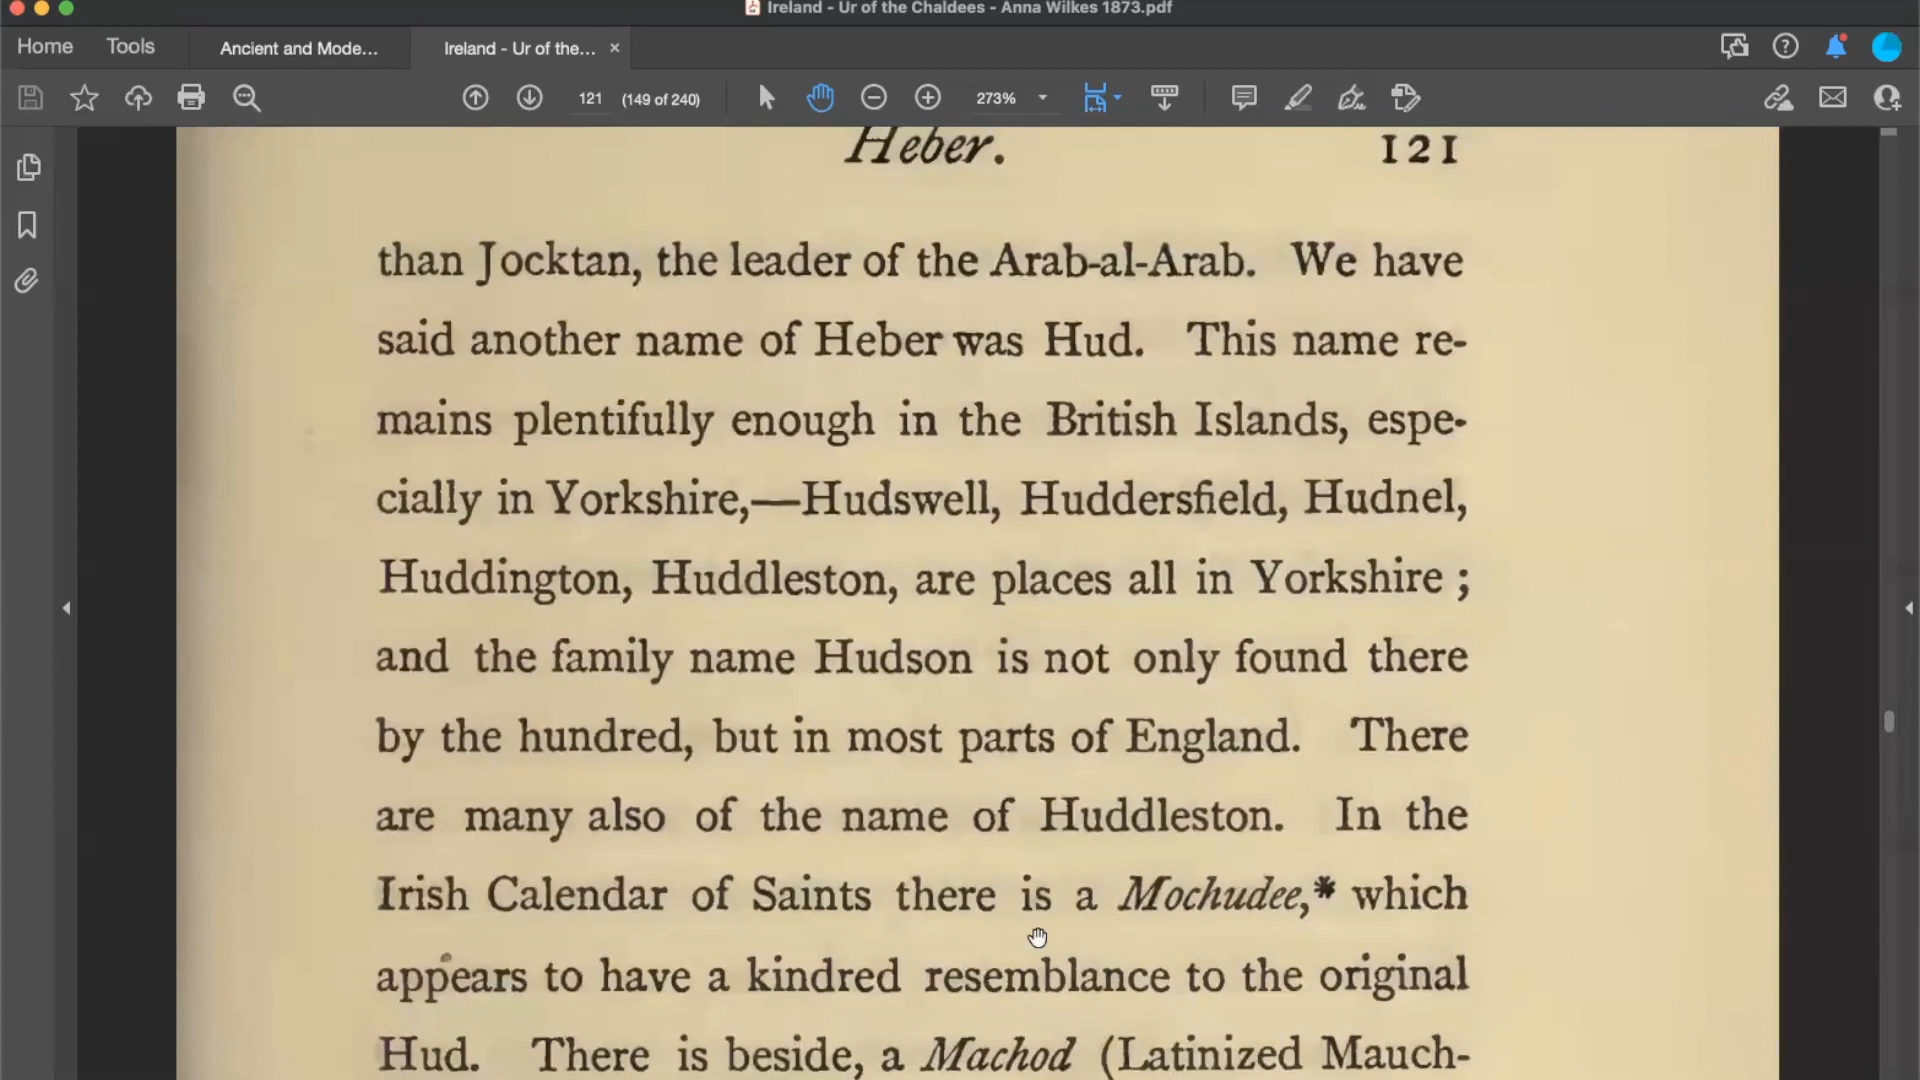 Ireland - Ur of the Chaldees - Anna Wilkes 1873.pdf
Home Tools Ancient and Mode... Ireland - Ur of the... ×
121 (149 of 240) 273%
Heber. 121
than Jocktan, the leader of the Arab-al-Arab. We have
said another name of Heber was Hud. This name re-
mains plentifully enough in the British Islands, espe-
cially in Yorkshire,—Hudswell, Huddersfield, Hudnel,
Huddington, Huddleston, are places all in Yorkshire ;
and the family name Hudson is not only found there
by the hundred, but in most parts of England. There
are many also of the name of Huddleston. In the
Irish Calendar of Saints there is a Mochudee,* which
appears to have a kindred resemblance to the original
Hud. There is beside, a Machod (Latinized Mauch-